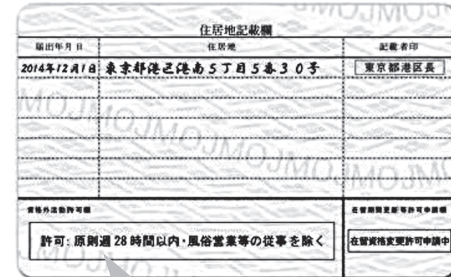 住居地記載欄
届出年月日 住居地 記載者印
2014年12月1日 東京都港区港南5丁目5番30号 東京都港区長
資格外活動許可欄 在留期間更新等許可申請欄
許可:原則週28時間以内・風俗営業等の従事を除く 在留資格変更許可申請中
MOJMOJMOJMOJMOJ